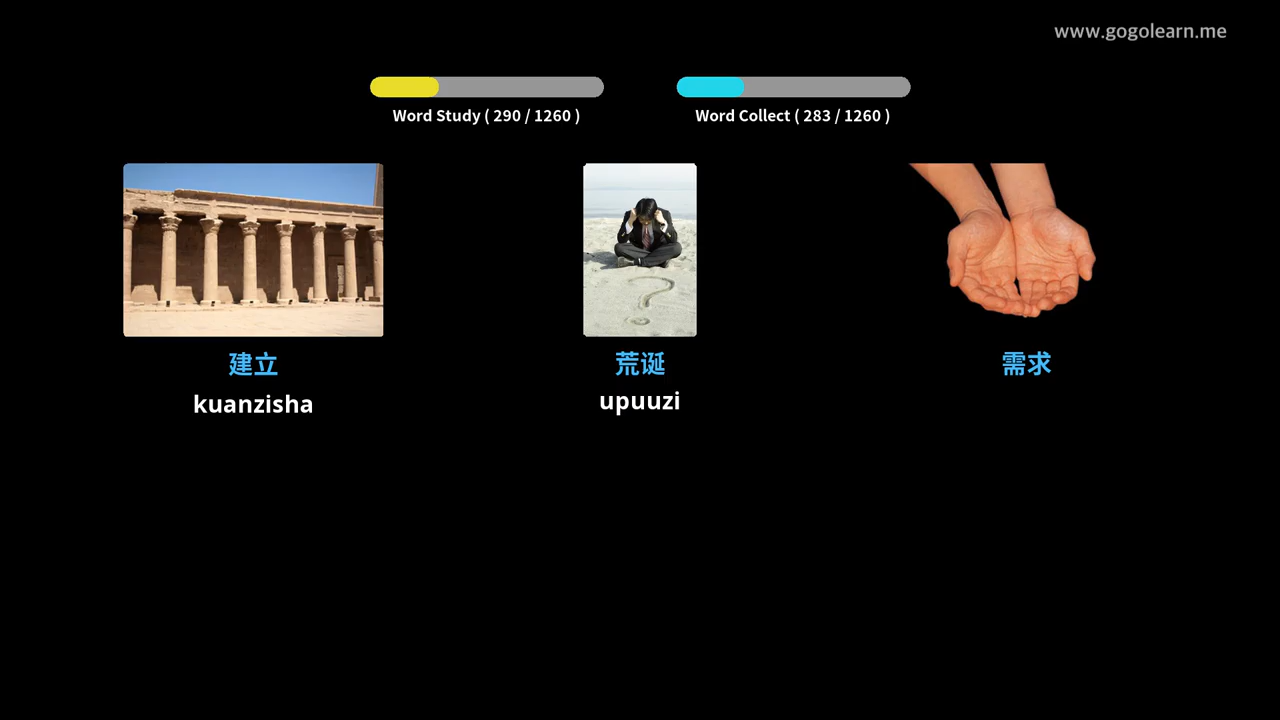 www.gogolearn.me
Word Study ( 290 / 1260 )
Word Collect ( 283 / 1260 )
建立
荒诞
需求
kuanzisha
upuuzi